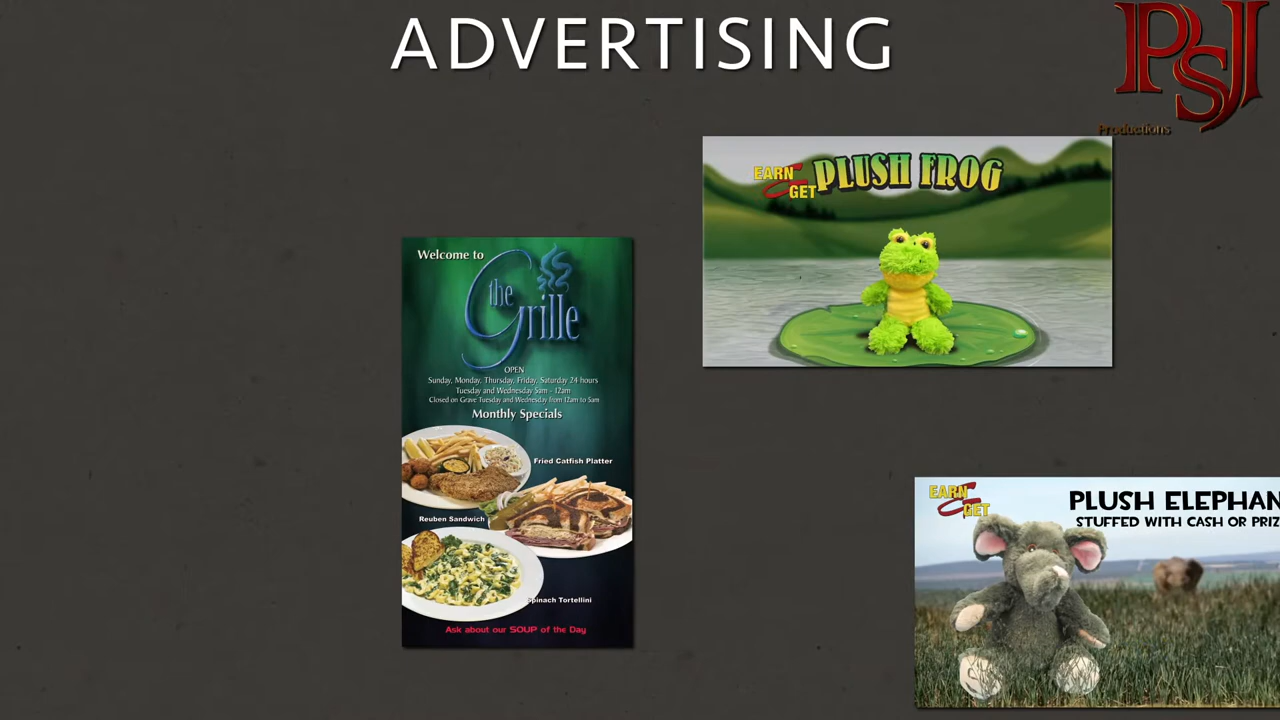 ADVERTISING
PSJ
Productions
EARN
GET
PLUSH FROG
Welcome to
the
Grille
OPEN
Sunday, Monday, Thursday, Friday, Saturday 24 hours
Tuesday and Wednesday 5am - 12am
Closed on Grave Tuesday and Wednesday from 12am to 5am
Monthly Specials
Fried Catfish Platter
Reuben Sandwich
Spinach Tortellini
Ask about our SOUP of the Day
EARN
GET
PLUSH ELEPHAN
STUFFED WITH CASH OR PRIZ